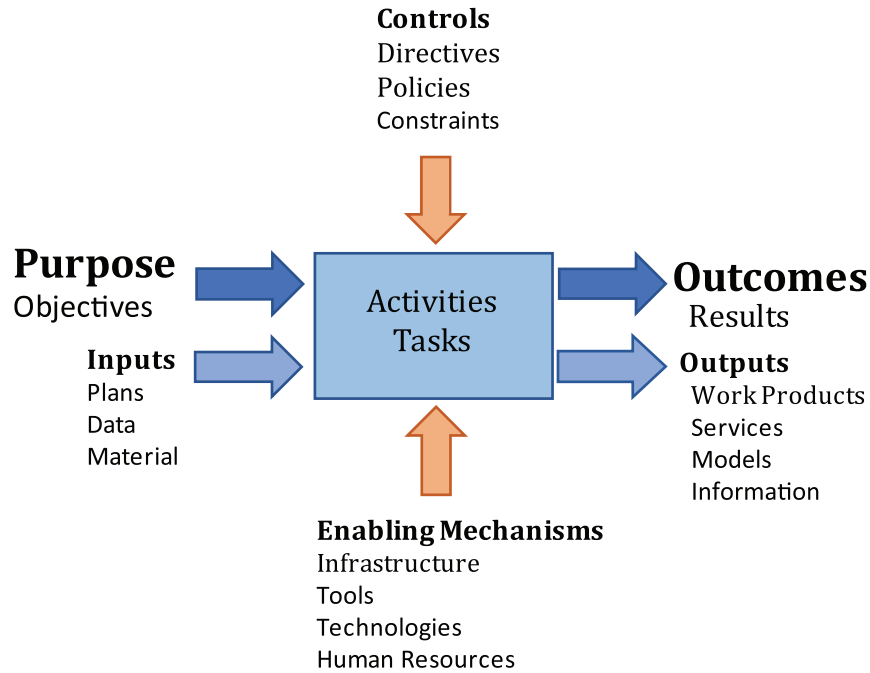 Controls
Directives
Policies
Constraints
Purpose
Objectives
Inputs
Plans
Data
Material
Activities
Tasks
Outcomes
Results
Outputs
Work Products
Services
Models
Information
Enabling Mechanisms
Infrastructure
Tools
Technologies
Human Resources